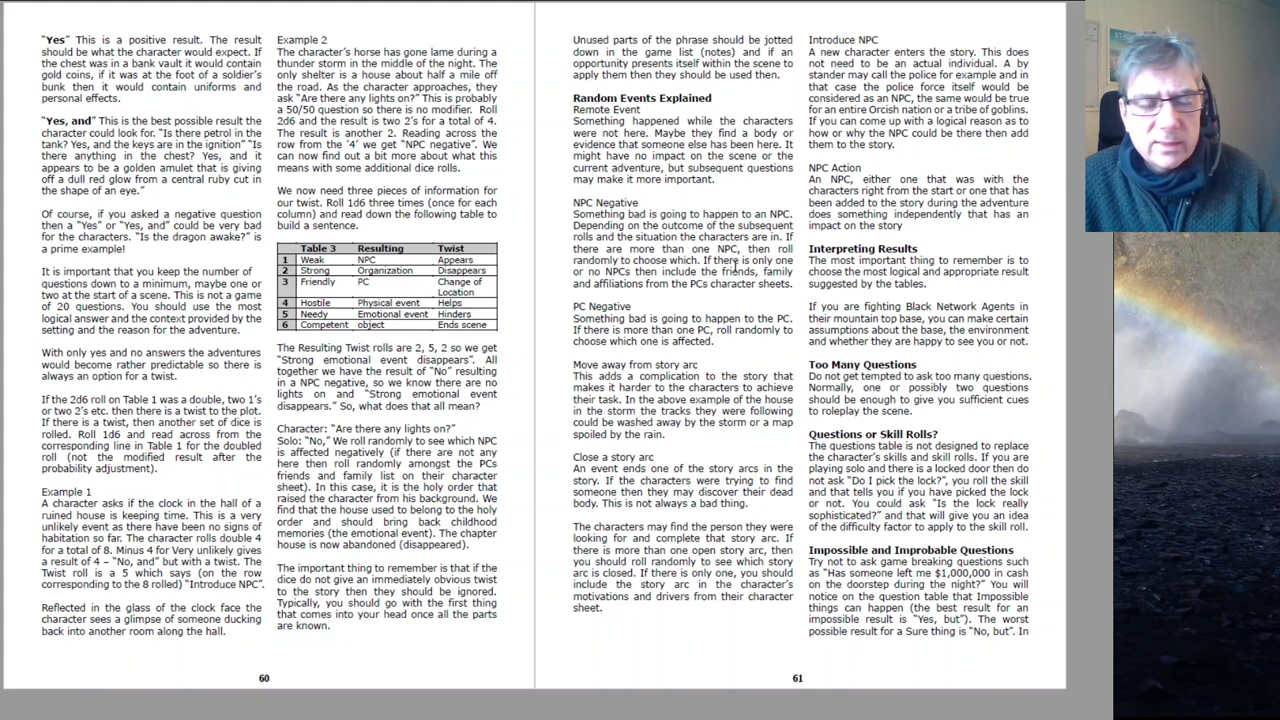 “Yes” This is a positive result. The result
should be what the character would expect. If
the chest was in a bank vault it would contain
gold coins, if it was at the foot of a soldier’s
bunk then it would contain uniforms and
personal effects.
“Yes, and” This is the best possible result the
character could look for. “Is there petrol in the
tank? Yes, and the keys are in the ignition” “Is
there anything in the chest? Yes, and it
appears to be a golden amulet that is giving
off a dull red glow from a central ruby cut in
the shape of an eye.”
Of course, if you asked a negative question
then a “Yes” or “Yes, and” could be very bad
for the characters. “Is the dragon awake?” is
a prime example!
It is important that you keep the number of
questions down to a minimum, maybe one or
two at the start of a scene. This is not a game
of 20 questions. You should use the most
logical answer and the context provided by the
setting and the reason for the adventure.
With only yes and no answers the adventures
would become rather predictable so there is
always an option for a twist.
If the 2d6 roll on Table 1 was a double, two 1’s
or two 2’s etc. then there is a twist to the plot.
If there is a twist, then another set of dice is
rolled. Roll 1d6 and read across from the
corresponding line in Table 1 for the doubled
roll (not the modified result after the
probability adjustment).
Example 1
A character asks if the clock in the hall of a
ruined house is keeping time. This is a very
unlikely event as there have been no signs of
habitation so far. The character rolls double 4
for a total of 8. Minus 4 for Very unlikely gives
a result of 4 – “No, and” but with a twist. The
Twist roll is a 5 which says (on the row
corresponding to the 8 rolled) “Introduce NPC”.
Reflected in the glass of the clock face the
character sees a glimpse of someone ducking
back into another room along the hall.
Example 2
The character’s horse has gone lame during a
thunder storm in the middle of the night. The
only shelter is a house about half a mile off
the road. As the character approaches, they
ask “Are there any lights on?” This is probably
a 50/50 question so there is no modifier. Roll
2d6 and the result is two 2’s for a total of 4.
The result is another 2. Reading across the
row from the ‘4’ we get “NPC negative”. We
can now find out a bit more about what this
means with some additional dice rolls.
We now need three pieces of information for
our twist. Roll 1d6 three times (once for each
column) and read down the following table to
build a sentence.
Table 3 Resulting Twist
1 Weak NPC Appears
2 Strong Organization Disappears
3 Friendly PC Change of
Location
4 Hostile Physical event Helps
5 Needy Emotional event Hinders
6 Competent object Ends scene
The Resulting Twist rolls are 2, 5, 2 so we get
“Strong emotional event disappears”. All
together we have the result of “No” resulting
in a NPC negative, so we know there are no
lights on and “Strong emotional event
disappears.” So, what does that all mean?
Character: “Are there any lights on?”
Solo: “No,” We roll randomly to see which NPC
is affected negatively (if there are not any
here then roll randomly amongst the PCs
friends and family list on their character
sheet). In this case, it is the holy order that
raised the character from his background. We
find that the house used to belong to the holy
order and should bring back childhood
memories (the emotional event). The chapter
house is now abandoned (disappeared).
The important thing to remember is that if the
dice do not give an immediately obvious twist
to the story then they should be ignored.
Typically, you should go with the first thing
that comes into your head once all the parts
are known.
60
Unused parts of the phrase should be jotted
down in the game list (notes) and if an
opportunity presents itself within the scene to
apply them then they should be used then.
Random Events Explained
Remote Event
Something happened while the characters
were not here. Maybe they find a body or
evidence that someone else has been here. It
might have no impact on the scene or the
current adventure, but subsequent questions
may make it more important.
NPC Negative
Something bad is going to happen to an NPC.
Depending on the outcome of the subsequent
rolls and the situation the characters are in. If
there are more than one NPC, then roll
randomly to choose which. If there is only one
or no NPCs then include the friends, family
and affiliations from the PCs character sheets.
PC Negative
Something bad is going to happen to the PC.
If there is more than one PC, roll randomly to
choose which one is affected.
Move away from story arc
This adds a complication to the story that
makes it harder to the characters to achieve
their task. In the above example of the house
in the storm the tracks they were following
could be washed away by the storm or a map
spoiled by the rain.
Close a story arc
An event ends one of the story arcs in the
story. If the characters were trying to find
someone then they may discover their dead
body. This is not always a bad thing.
The characters may find the person they were
looking for and complete that story arc. If
there is more than one open story arc, then
you should roll randomly to see which story
arc is closed. If there is only one, you should
include the story arc in the character’s
motivations and drivers from their character
sheet.
Introduce NPC
A new character enters the story. This does
not need to be an actual individual. A by
stander may call the police for example and in
that case the police force itself would be
considered as an NPC, the same would be true
for an entire Orcish nation or a tribe of goblins.
If you can come up with a logical reason as to
how or why the NPC could be there then add
them to the story.
NPC Action
An NPC, either one that was with the
characters right from the start or one that has
been added to the story during the adventure
does something independently that has an
impact on the story
Interpreting Results
The most important thing to remember is to
choose the most logical and appropriate result
suggested by the tables.
If you are fighting Black Network Agents in
their mountain top base, you can make certain
assumptions about the base, the environment
and whether they are happy to see you or not.
Too Many Questions
Do not get tempted to ask too many questions.
Normally, one or possibly two questions
should be enough to give you sufficient cues
to roleplay the scene.
Questions or Skill Rolls?
The questions table is not designed to replace
the character’s skills and skill rolls. If you are
playing solo and there is a locked door then do
not ask “Do I pick the lock?”, you roll the skill
and that tells you if you have picked the lock
or not. You could ask “Is the lock really
sophisticated?” and that will give you an idea
of the difficulty factor to apply to the skill roll.
Impossible and Improbable Questions
Try not to ask game breaking questions such
as “Has someone left me $1,000,000 in cash
on the doorstep during the night?” You will
notice on the question table that Impossible
things can happen (the best result for an
impossible result is “Yes, but”). The worst
possible result for a Sure thing is “No, but”. In
61